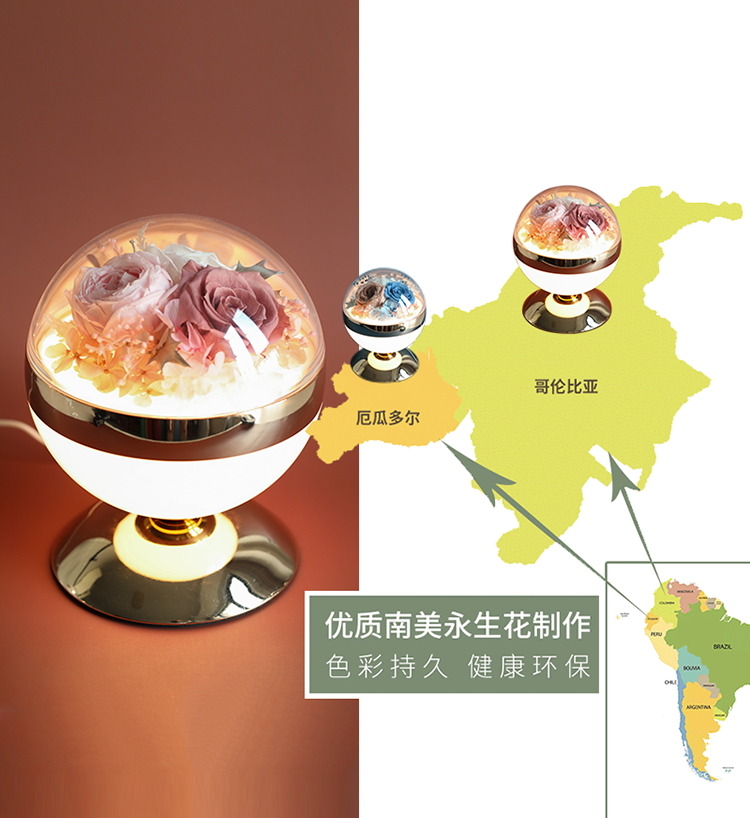 哥伦比亚
厄瓜多尔
优质南美永生花制作
色彩持久 健康环保
COLOMBIA
PERU
BRAZIL
BOLIVIA
CHILE
ARGENTINA